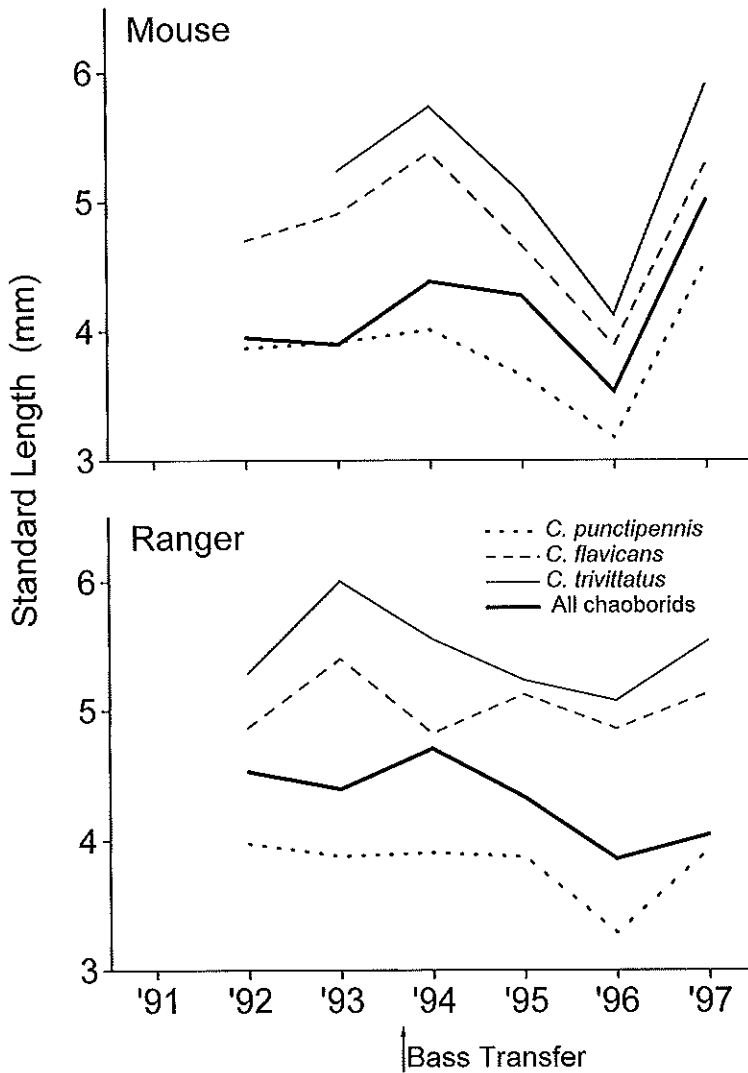 Mouse
6
5
4
3
Standard Length (mm)
Ranger
C. punctipennis
C. flavicans
C. trivittatus
All chaoborids
6
5
4
3
'91 '92 '93 '94 '95 '96 '97
Bass Transfer